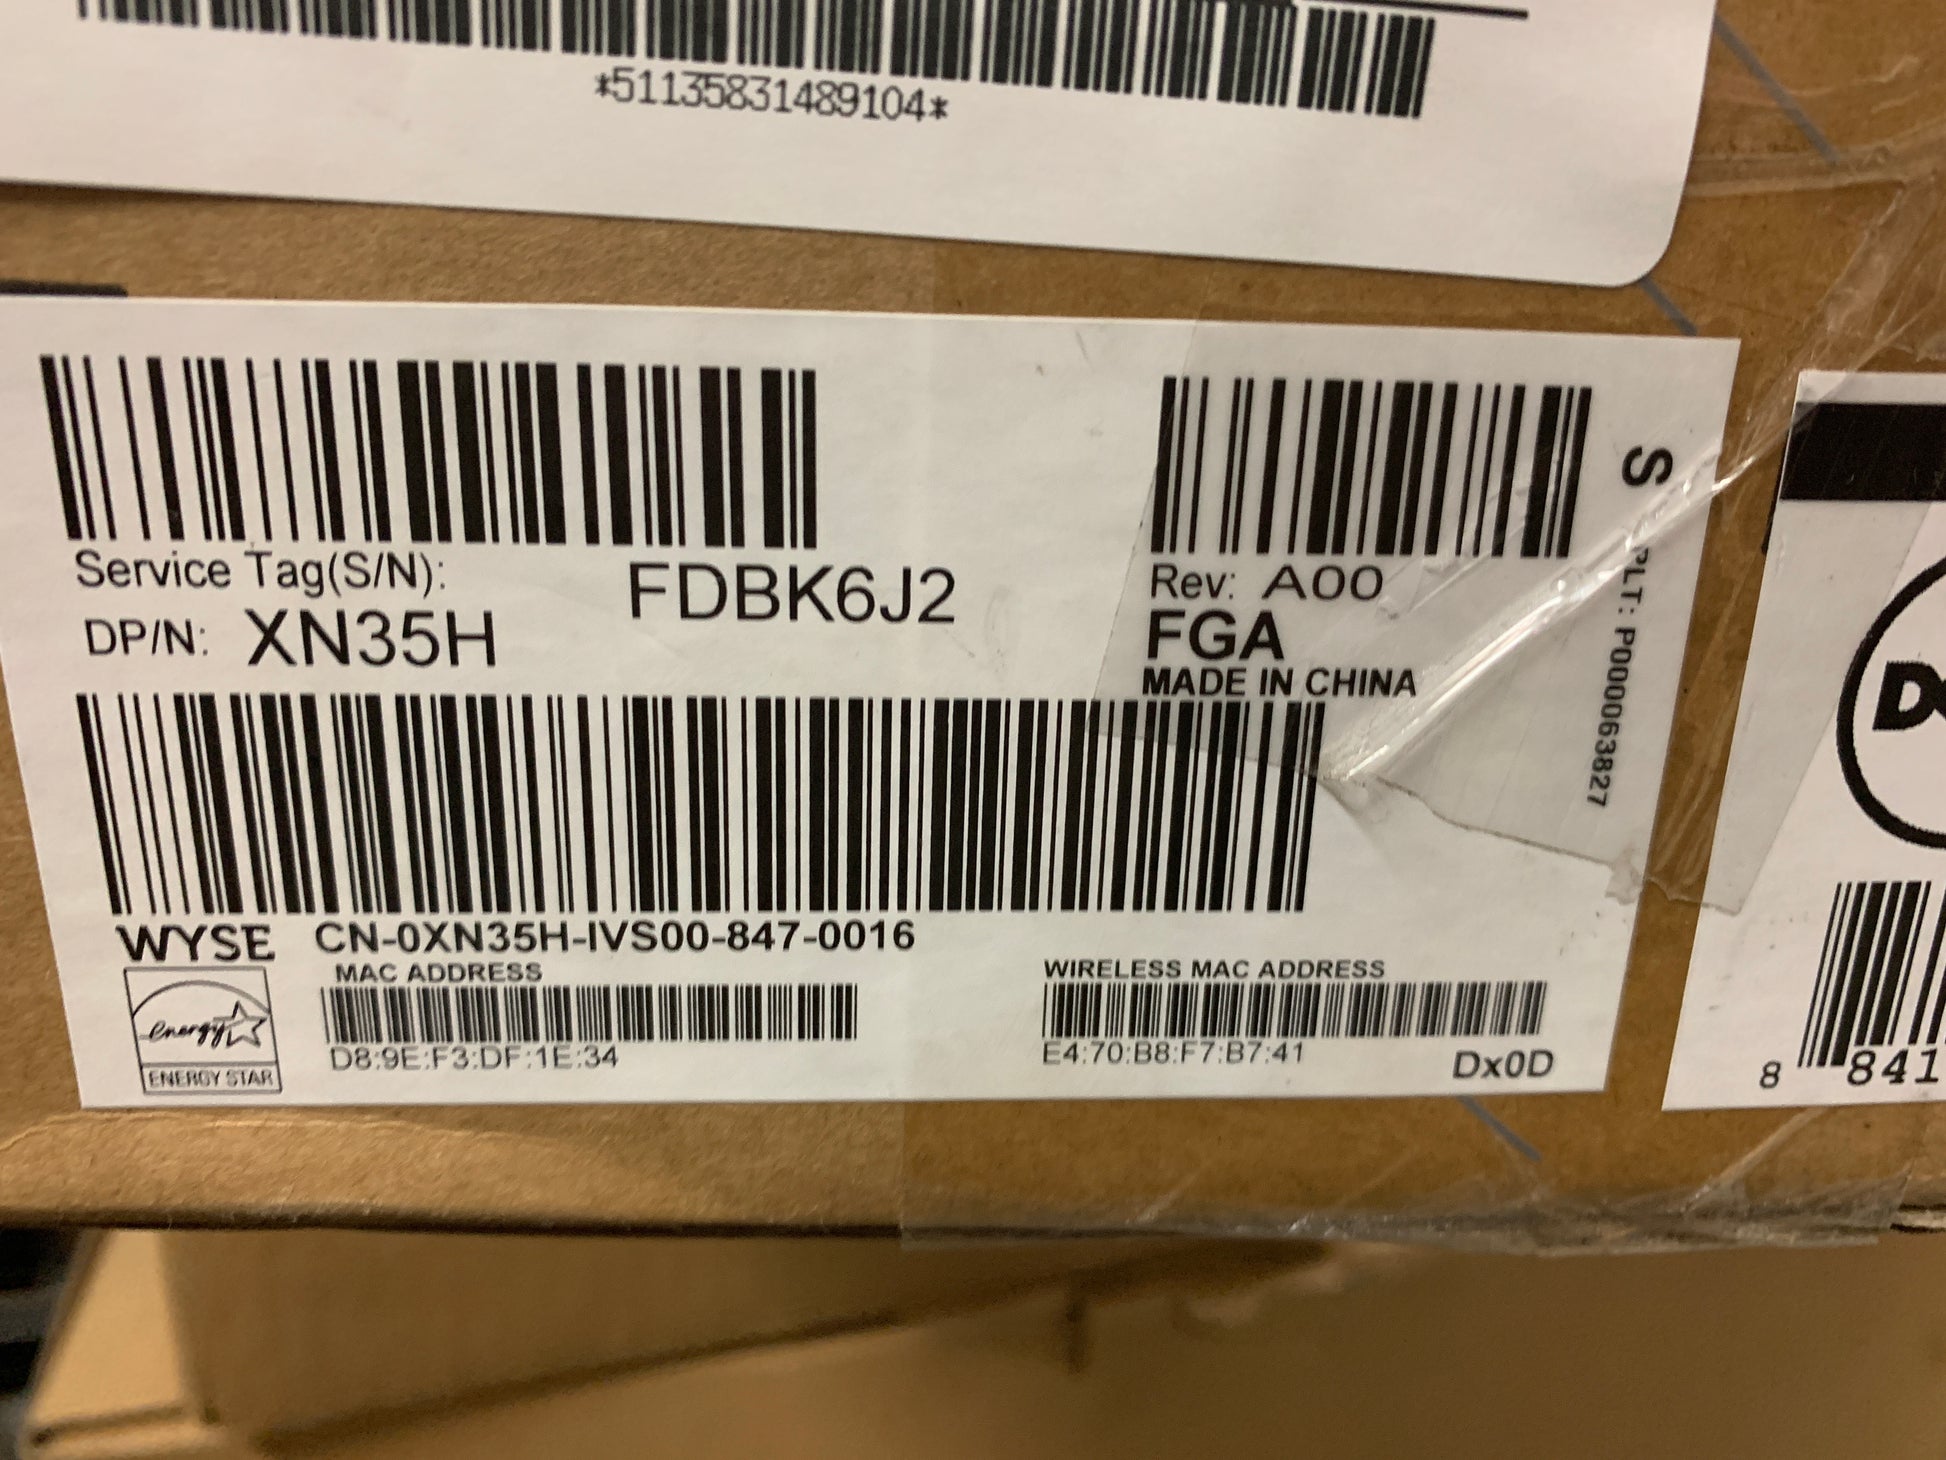 *51135831489104*
Service Tag(S/N): FDBK6J2
DP/N: XN35H
Rev: A00
FGA
MADE IN CHINA
S
PLT: P0000063827
WYSE CN-0XN35H-IVS00-847-0016
MAC ADDRESS
D8:9E:F3:DF:1E:34
WIRELESS MAC ADDRESS
E4:70:B8:F7:B7:41
Dx0D
energy
ENERGY STAR
D
8 841